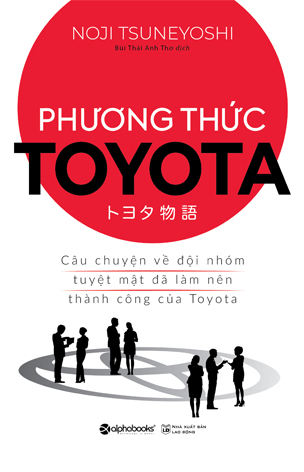 NOJI TSUNEYOSHI
Bùi Thái Anh Thơ dịch
PHƯƠNG THỨC
TOYOTA
トヨタ物語
Câu chuyện về đội nhóm
tuyệt mật đã làm nên
thành công của Toyota
alphabooks
NHÀ XUẤT BẢN
LAO ĐỘNG